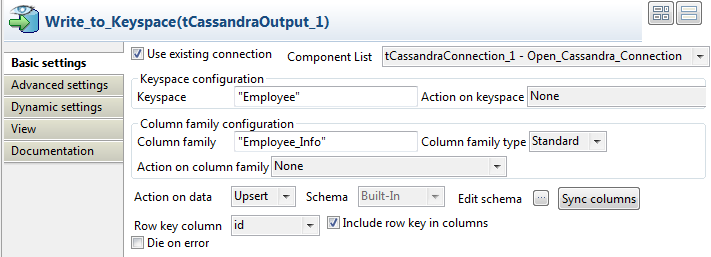 Write_to_Keyspace(tCassandraOutput_1)
Basic settings
Advanced settings
Dynamic settings
View
Documentation
Use existing connection Component List tCassandraConnection_1 - Open_Cassandra_Connection
Keyspace configuration
Keyspace "Employee" Action on keyspace None
Column family configuration
Column family "Employee_Info" Column family type Standard
Action on column family None
Action on data Upsert Schema Built-In Edit schema ... Sync columns
Row key column id Include row key in columns
Die on error